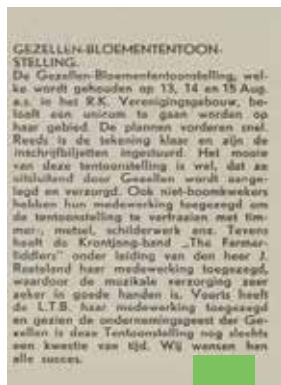 GEZELLEN-BLOEMENTENTOON-
STELLING.
De Gezellen-Bloemententoonstelling, wel-
ke wordt gehouden op 13, 14 en 15 Aug.
a.s. in het R.K. Verenigingsgebouw, be-
looft een unicum te gaan worden op
haar gebied. De plannen vorderen snel.
Reeds is de tekening klaar en zijn de
inschrijfbiljetten ingestuurd. Het mooie
van deze tentoonstelling is wel, dat ze
uitsluitend door Gezellen wordt aange-
legd en verzorgd. Ook niet-boomkwekers
hebben hun medewerking toegezegd om
de tentoonstelling te verfraaien met tim-
mer-, metsel, schilderwerk enz. Tevens
heeft de Krontjong-band „The Farmer-
fiddlers" onder leiding van den heer J.
Roeteland haar medewerking toegezegd,
waardoor de muzikale verzorging zeer
zeker in goede handen is. Voorts heeft
de L.T.B. haar medewerking toegezegd
en gezien de ondernemingsgeest der Ge-
zellen is deze Tentoonstelling nog slechts
een kwestie van tijd. Wij wensen hen
alle succes.